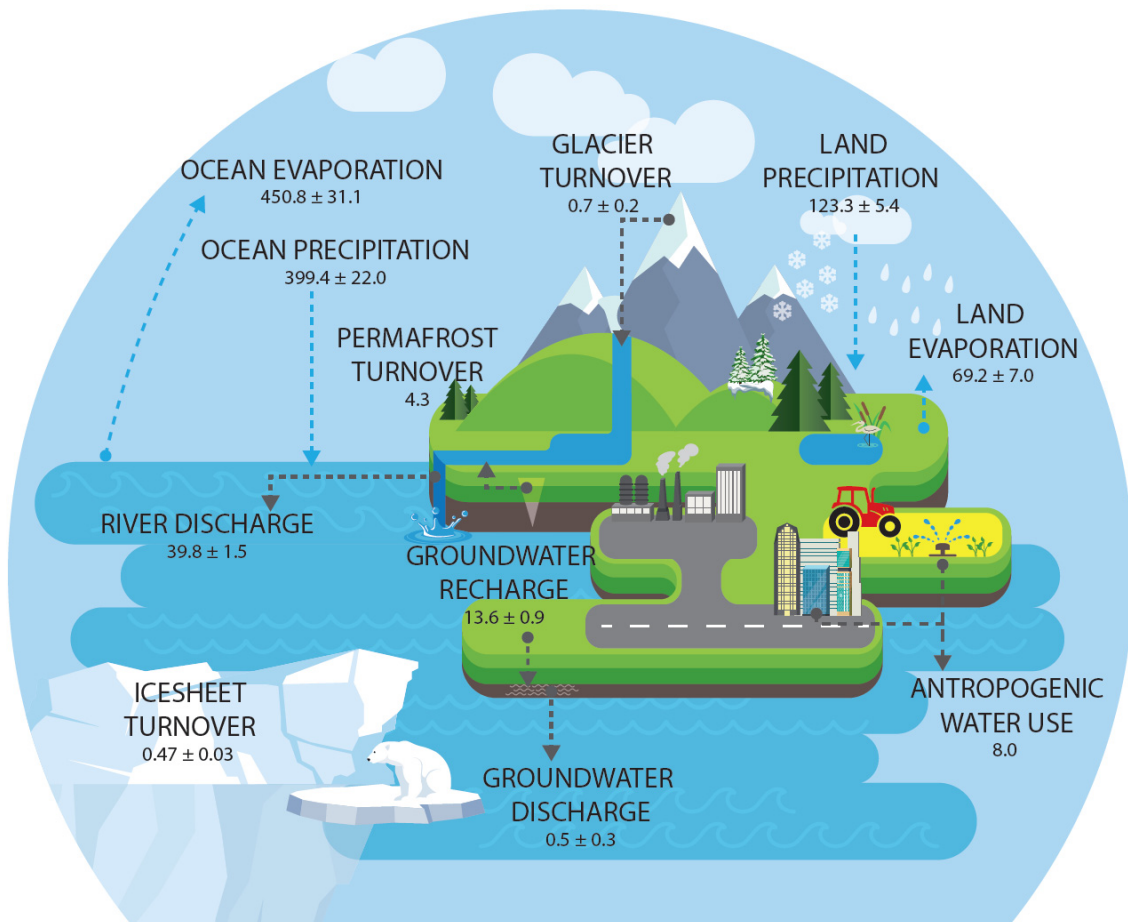 GLACIER
TURNOVER
0.7 ± 0.2
LAND
PRECIPITATION
123.3 ± 5.4
OCEAN EVAPORATION
450.8 ± 31.1
OCEAN PRECIPITATION
399.4 ± 22.0
LAND
EVAPORATION
69.2 ± 7.0
PERMAFROST
TURNOVER
4.3
RIVER DISCHARGE
39.8 ± 1.5
GROUNDWATER
RECHARGE
13.6 ± 0.9
ICESHEET
TURNOVER
0.47 ± 0.03
ANTROPOGENIC
WATER USE
8.0
GROUNDWATER
DISCHARGE
0.5 ± 0.3